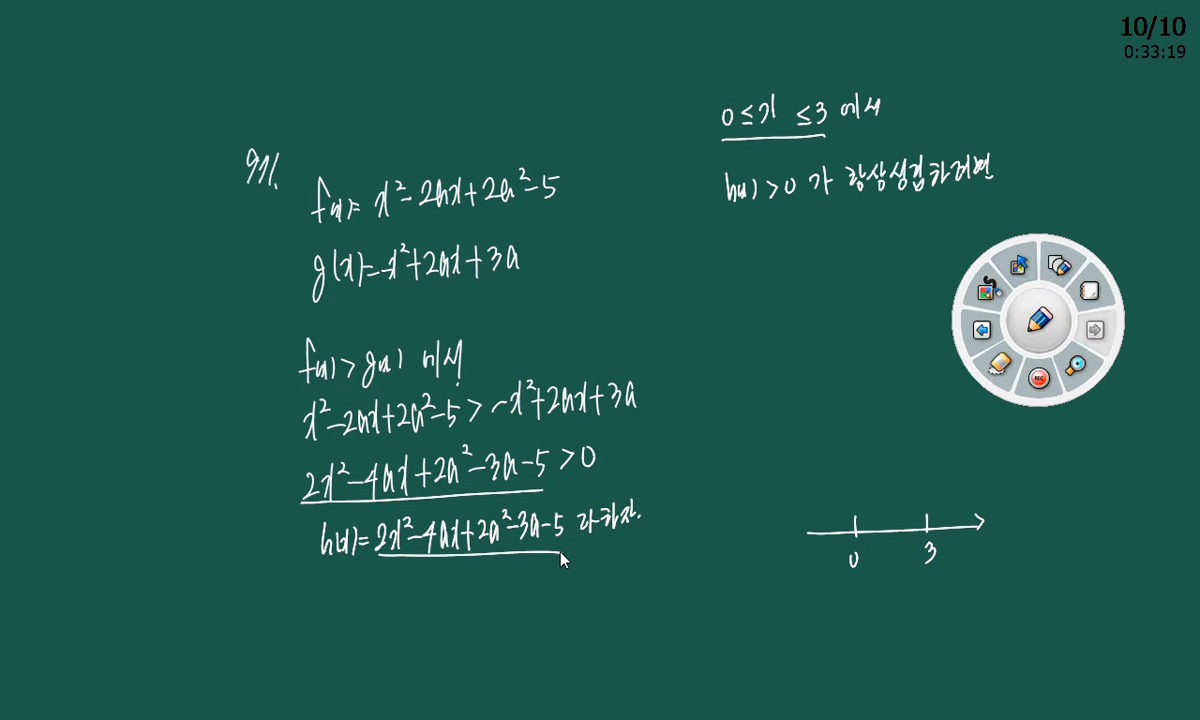 10/10
0:33:19
971.
f(x)= x²-2ax+2a²-5
g(x)=-x²+2ax+3a
f(x)>g(x) 에서
x²-2ax+2a²-5>-x²+2ax+3a
2x²-4ax+2a²-3a-5>0
h(x)=2x²-4ax+2a²-3a-5 라하자.
0≤x≤3 에서
h(x)>0 가 항상성립하려면
0 3
REC